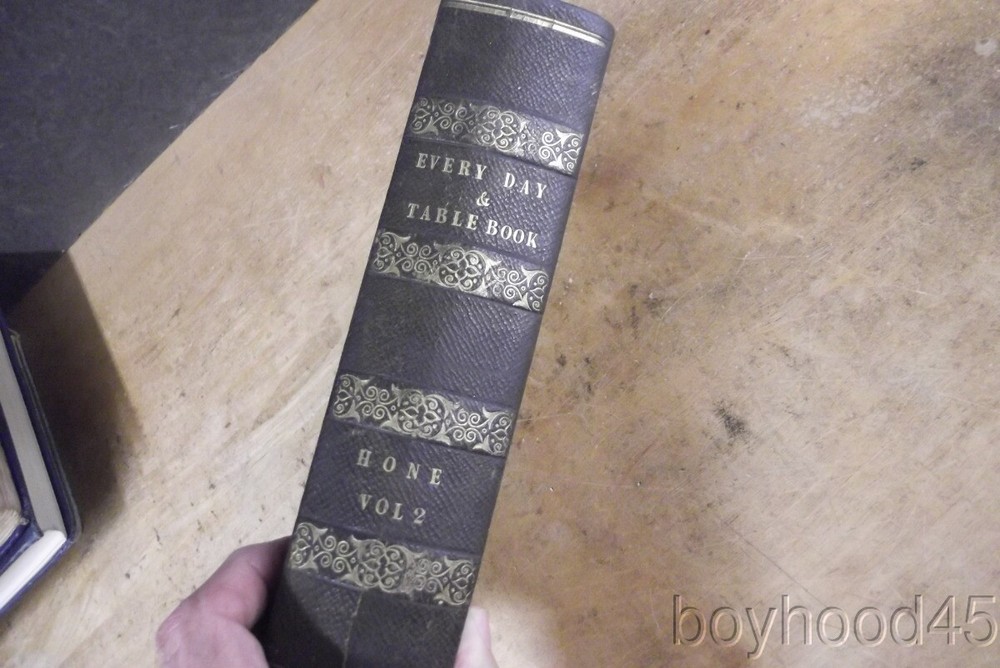 EVERY DAY
&
TABLE BOOK
HONE
VOL 2
boyhood45